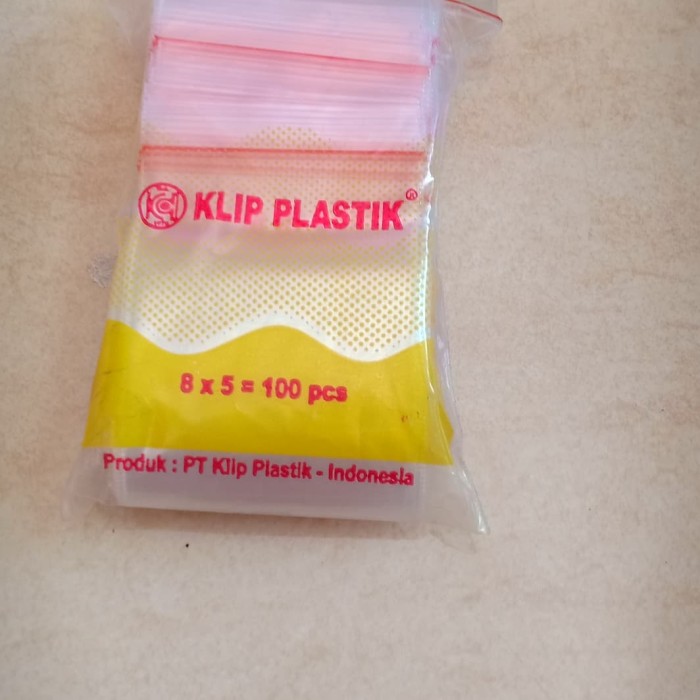 KLIP PLASTIK®
8 x 5 = 100 pcs
Produk : PT Klip Plastik - Indonesia